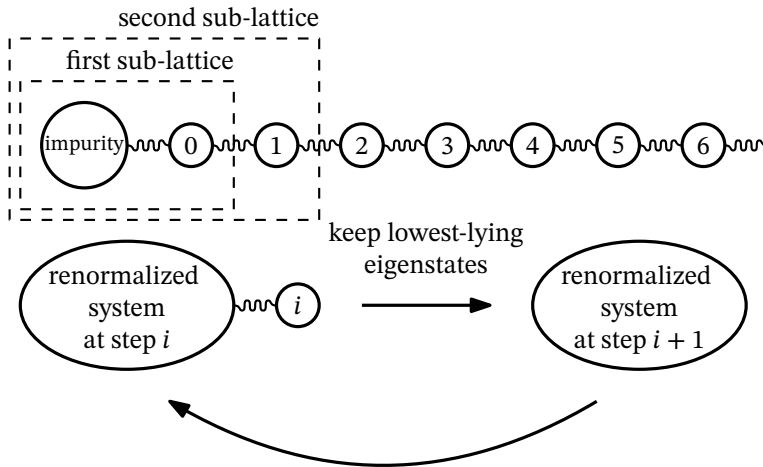 second sub-lattice
first sub-lattice
impurity 0 1 2 3 4 5 6
keep lowest-lying
eigenstates
renormalized
system
at step i
i
renormalized
system
at step i + 1